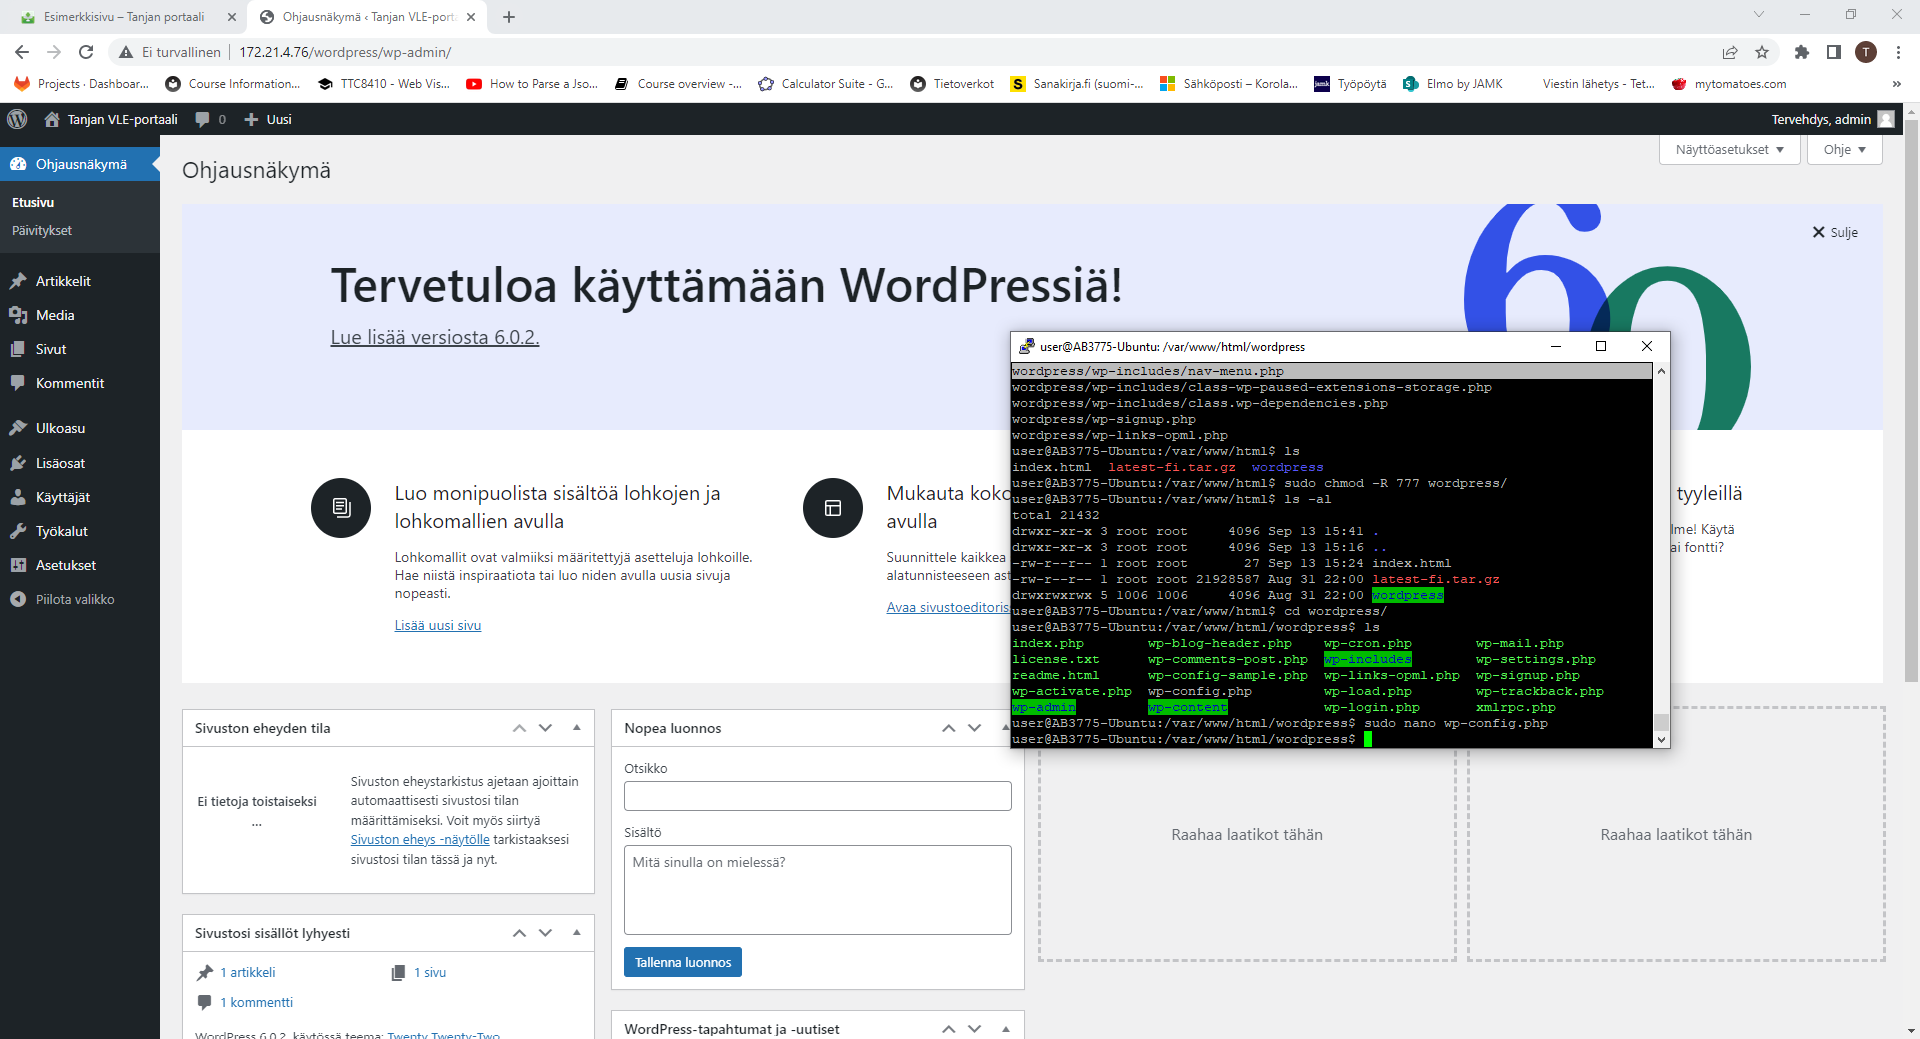 Esimerkkisivu – Tanjan portaali
Ohjausnäkymä ‹ Tanjan VLE-porta
Ei turvallinen
172.21.4.76/wordpress/wp-admin/
T
Projects · Dashboar...
Course Information...
TTC8410 - Web Vis...
How to Parse a Jso...
Course overview -...
Calculator Suite - G...
Tietoverkot
S
Sanakirja.fi (suomi-...
Sähköposti – Korola...
jamk
Työpöytä
Elmo by JAMK
Viestin lähetys - Tet...
mytomatoes.com
»
Tanjan VLE-portaali
0
Uusi
Tervehdys, admin
Ohjausnäkymä
Etusivu
Päivitykset
Artikkelit
Media
Sivut
Kommentit
Ulkoasu
Lisäosat
Käyttäjät
Työkalut
Asetukset
Piilota valikko
Näyttöasetukset
Ohje
Ohjausnäkymä
Sulje
Tervetuloa käyttämään WordPressiä!
Lue lisää versiosta 6.0.2.
60
Luo monipuolista sisältöä lohkojen ja
lohkomallien avulla
Lohkomallit ovat valmiiksi määritettyjä asetteluja lohkoille.
Hae niistä inspiraatiota tai luo niden avulla uusia sivuja
nopeasti.
Lisää uusi sivu
Mukauta koko
avulla
Suunnittele kaikkea
alatunnisteeseen ast
Avaa sivustoeditoris
tyyleillä
lme! Käytä
ai fontti?
user@AB3775-Ubuntu: /var/www/html/wordpress
wordpress/wp-includes/nav-menu.php
wordpress/wp-includes/class-wp-paused-extensions-storage.php
wordpress/wp-includes/class.wp-dependencies.php
wordpress/wp-signup.php
wordpress/wp-links-opml.php
user@AB3775-Ubuntu:/var/www/html$ ls
index.html  latest-fi.tar.gz  wordpress
user@AB3775-Ubuntu:/var/www/html$ sudo chmod -R 777 wordpress/
user@AB3775-Ubuntu:/var/www/html$ ls -al
total 21432
drwxr-xr-x 3 root root     4096 Sep 13 15:41 .
drwxr-xr-x 3 root root     4096 Sep 13 15:16 ..
-rw-r--r-- 1 root root       27 Sep 13 15:24 index.html
-rw-r--r-- 1 root root 21928587 Aug 31 22:00 latest-fi.tar.gz
drwxrwxrwx 5 1006 1006     4096 Aug 31 22:00 wordpress
user@AB3775-Ubuntu:/var/www/html$ cd wordpress/
user@AB3775-Ubuntu:/var/www/html/wordpress$ ls
index.php        wp-blog-header.php    wp-cron.php        wp-mail.php
license.txt      wp-comments-post.php  wp-includes        wp-settings.php
readme.html      wp-config-sample.php  wp-links-opml.php  wp-signup.php
wp-activate.php  wp-config.php         wp-load.php        wp-trackback.php
wp-admin         wp-content            wp-login.php       xmlrpc.php
user@AB3775-Ubuntu:/var/www/html/wordpress$ sudo nano wp-config.php
user@AB3775-Ubuntu:/var/www/html/wordpress$
Sivuston eheyden tila
Ei tietoja toistaiseksi
...
Sivuston eheystarkistus ajetaan ajoittain
automaattisesti sivustosi tilan
määrittämiseksi. Voit myös siirtyä
Sivuston eheys -näytölle tarkistaaksesi
sivustosi tilan tässä ja nyt.
Sivustosi sisällöt lyhyesti
1 artikkeli
1 sivu
1 kommentti
WordPress 6.0.2, käytössä teema: Twenty Twenty-Two
Nopea luonnos
Otsikko
Sisältö
Mitä sinulla on mielessä?
Tallenna luonnos
WordPress-tapahtumat ja -uutiset
Raahaa laatikot tähän
Raahaa laatikot tähän